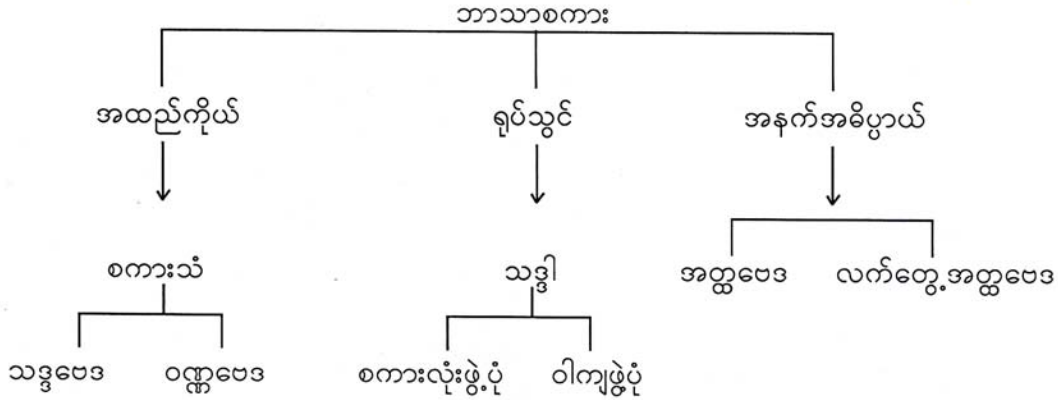 ဘာသာစကား
အထည်ကိုယ် ရုပ်သွင် အနက်အဓိပ္ပာယ်
စကားသံ သဒ္ဒါ အတ္ထဗေဒ လက်တွေ့အတ္ထဗေဒ
သဒ္ဒဗေဒ ဝဏ္ဏဗေဒ စကားလုံးဖွဲ့ပုံ ဝါကျဖွဲ့ပုံ